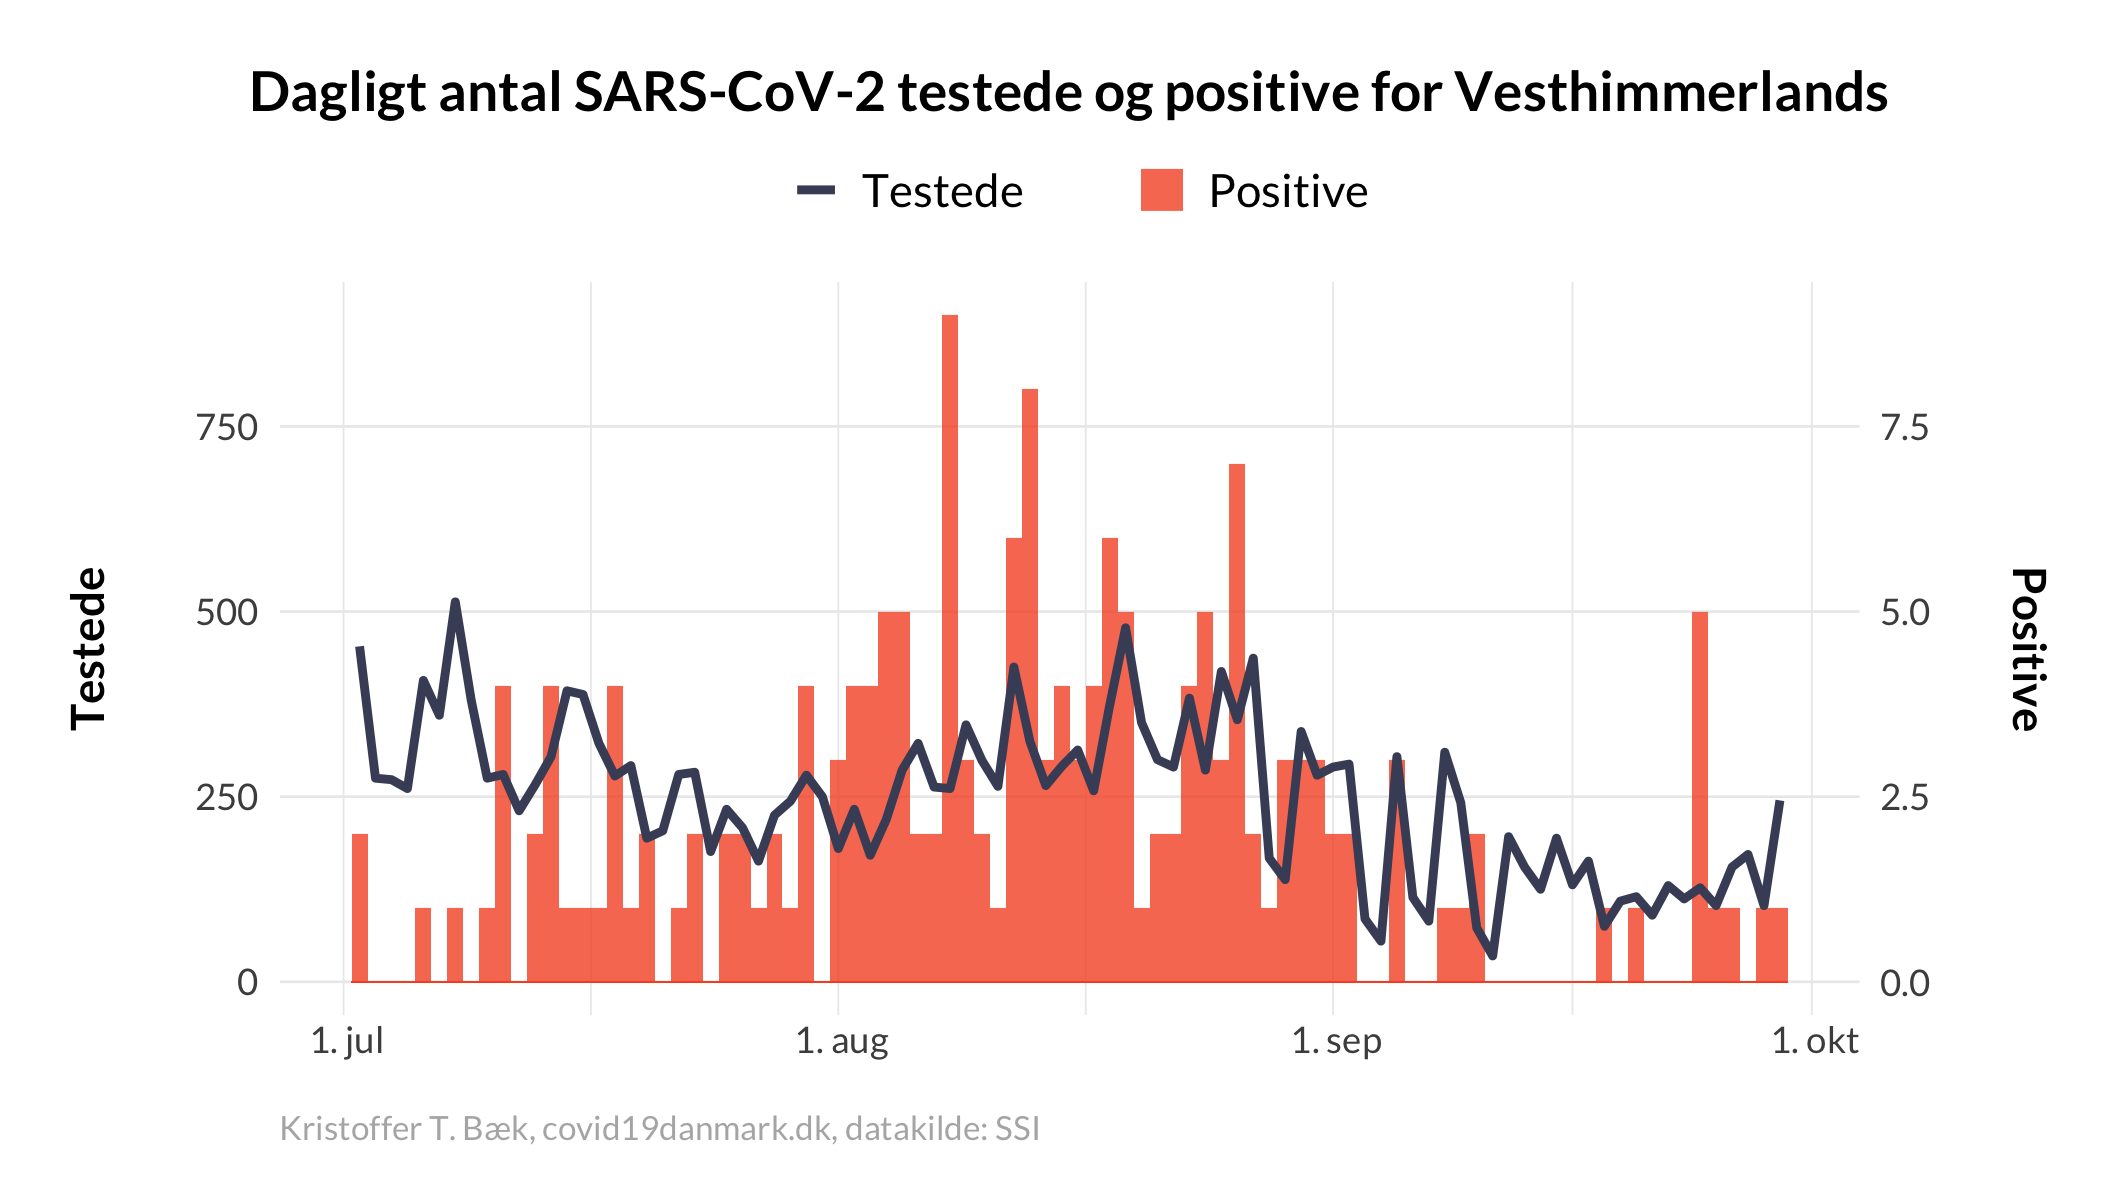 Dagligt antal SARS-CoV-2 testede og positive for Vesthimmerlands
Testede
Positive
Testede
750
500
250
0
7.5
5.0
2.5
0.0
Positive
1. jul
1. aug
1. sep
1. okt
Kristoffer T. Bæk, covid19danmark.dk, datakilde: SSI